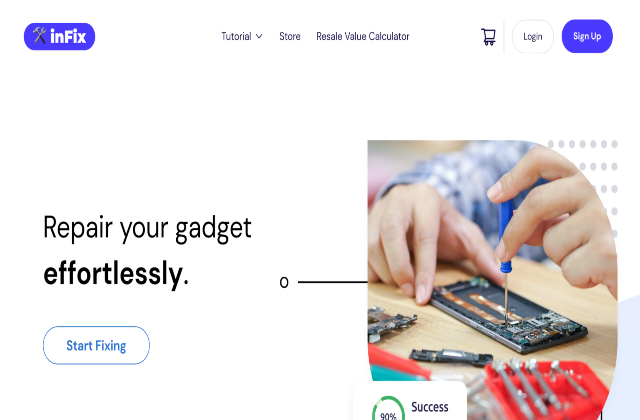 inFix
Tutorial
Store
Resale Value Calculator
Login
Sign Up
Repair your gadget
effortlessly.
Start Fixing
90%
Success